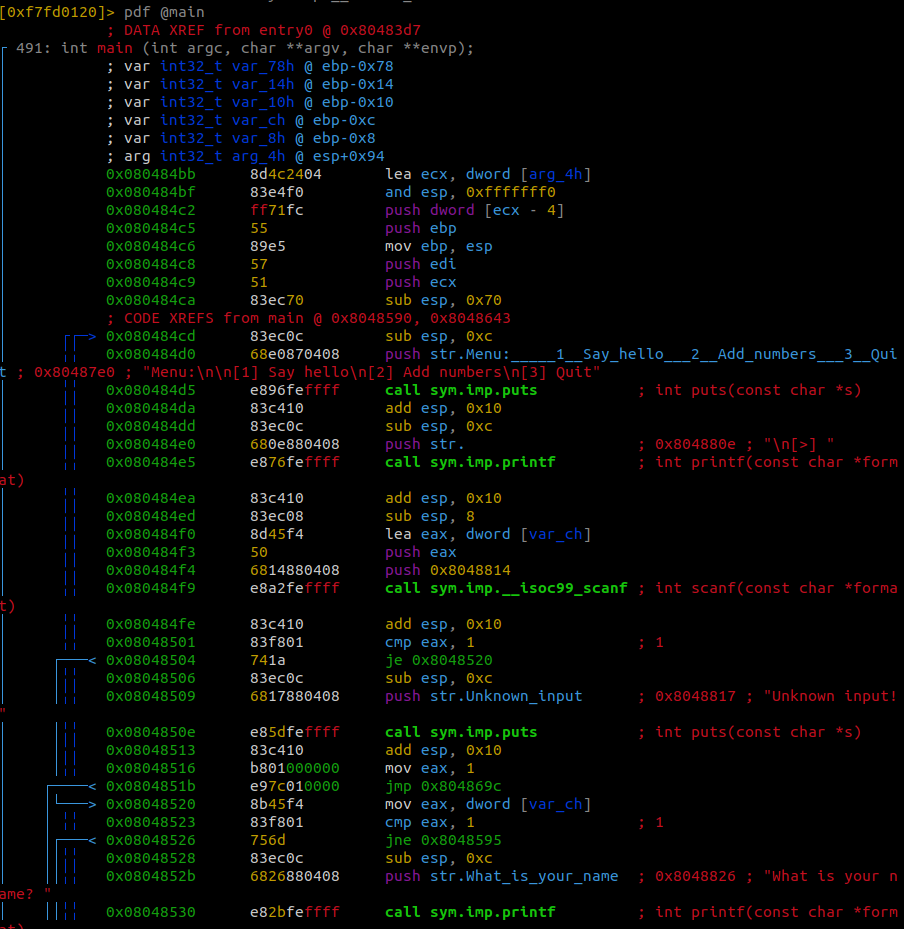 [0xf7fd0120]> pdf @main
; DATA XREF from entry0 @ 0x80483d7
491: int main (int argc, char **argv, char **envp);
; var int32_t var_78h @ ebp-0x78
; var int32_t var_14h @ ebp-0x14
; var int32_t var_10h @ ebp-0x10
; var int32_t var_ch @ ebp-0xc
; var int32_t var_8h @ ebp-0x8
; arg int32_t arg_4h @ esp+0x94
0x080484bb 8d4c2404 lea ecx, dword [arg_4h]
0x080484bf 83e4f0 and esp, 0xfffffff0
0x080484c2 ff71fc push dword [ecx - 4]
0x080484c5 55 push ebp
0x080484c6 89e5 mov ebp, esp
0x080484c8 57 push edi
0x080484c9 51 push ecx
0x080484ca 83ec70 sub esp, 0x70
; CODE XREFS from main @ 0x8048590, 0x8048643
0x080484cd 83ec0c sub esp, 0xc
0x080484d0 68e0870408 push str.Menu:_____1__Say_hello___2__Add_numbers___3__Qui
t ; 0x80487e0 ; "Menu:\n\n[1] Say hello\n[2] Add numbers\n[3] Quit"
0x080484d5 e896feffff call sym.imp.puts ; int puts(const char *s)
0x080484da 83c410 add esp, 0x10
0x080484dd 83ec0c sub esp, 0xc
0x080484e0 680e880408 push str. ; 0x804880e ; "\n[>] "
0x080484e5 e876feffff call sym.imp.printf ; int printf(const char *form
at)
0x080484ea 83c410 add esp, 0x10
0x080484ed 83ec08 sub esp, 8
0x080484f0 8d45f4 lea eax, dword [var_ch]
0x080484f3 50 push eax
0x080484f4 6814880408 push 0x8048814
0x080484f9 e8a2feffff call sym.imp.__isoc99_scanf ; int scanf(const char *forma
t)
0x080484fe 83c410 add esp, 0x10
0x08048501 83f801 cmp eax, 1 ; 1
0x08048504 741a je 0x8048520
0x08048506 83ec0c sub esp, 0xc
0x08048509 6817880408 push str.Unknown_input ; 0x8048817 ; "Unknown input!
"
0x0804850e e85dfeffff call sym.imp.puts ; int puts(const char *s)
0x08048513 83c410 add esp, 0x10
0x08048516 b801000000 mov eax, 1
0x0804851b e97c010000 jmp 0x804869c
0x08048520 8b45f4 mov eax, dword [var_ch]
0x08048523 83f801 cmp eax, 1 ; 1
0x08048526 756d jne 0x8048595
0x08048528 83ec0c sub esp, 0xc
0x0804852b 6826880408 push str.What_is_your_name ; 0x8048826 ; "What is your n
ame? "
0x08048530 e82bfeffff call sym.imp.printf ; int printf(const char *form